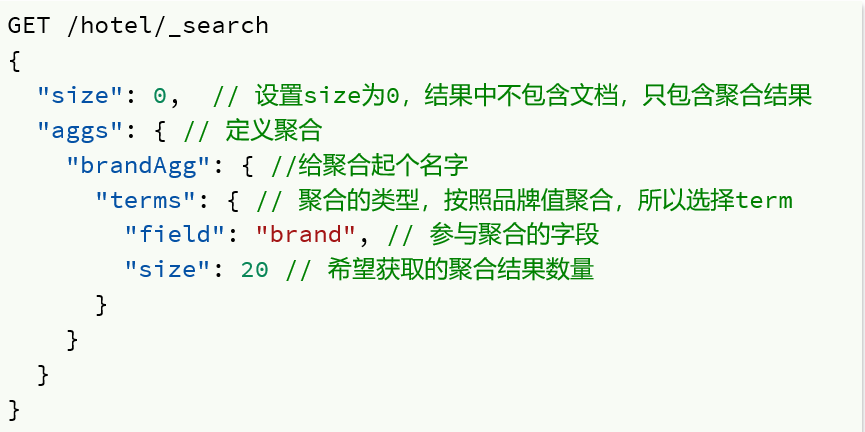 GET /hotel/_search
{
  "size": 0,  // 设置size为0，结果中不包含文档，只包含聚合结果
  "aggs": { // 定义聚合
    "brandAgg": { //给聚合起个名字
      "terms": { // 聚合的类型，按照品牌值聚合，所以选择term
        "field": "brand", // 参与聚合的字段
        "size": 20 // 希望获取的聚合结果数量
      }
    }
  }
}